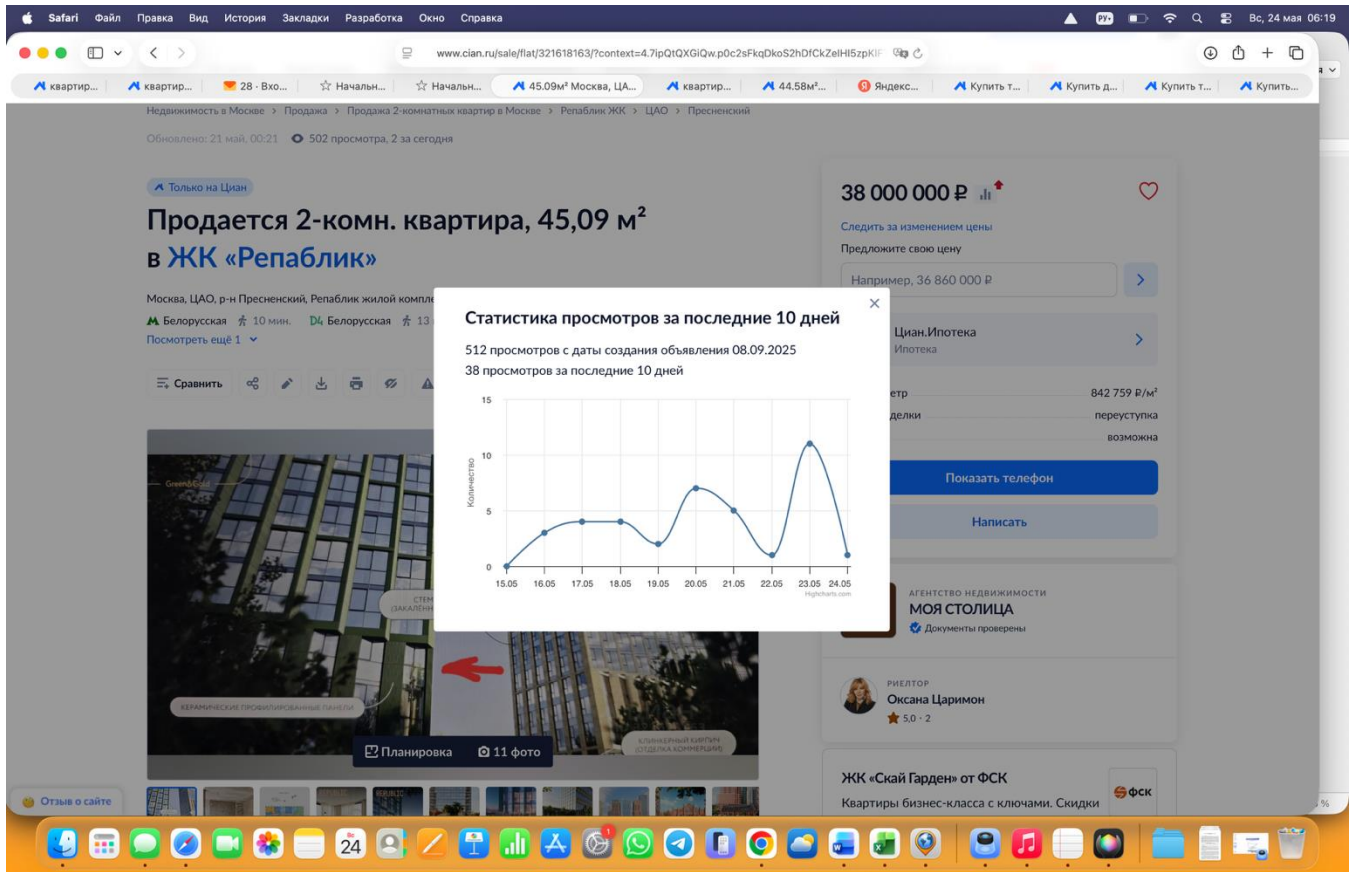 Safari Файл Правка Вид История Закладки Разработка Окно Справка
РУ
Вс, 24 мая 06:19
www.cian.ru/sale/flat/321618163/?context=4.
квартир...
квартир...
28 · Вхо...
Начальн...
Начальн...
45.09м² Москва, ЦА...
квартир...
44.58м²...
Яндекс...
Купить т...
Купить д...
Купить т...
Купить...
Недвижимость в Москве > Продажа > Продажа 2-комнатных квартир в Москве > Репаблик ЖК > ЦАО > Пресненский
Обновлено: 21 май, 00:21 502 просмотра, 2 за сегодня
Только на Циан
Продается 2-комн. квартира, 45,09 м²
в ЖК «Репаблик»
Москва, ЦАО, р-н Пресненский, Репаблик жилой компле
Белорусская 10 мин. D4 Белорусская 13
Посмотреть ещё 1
Сравнить
Green&Gold
СТЕМ
(ЗАКАЛЁНН
КЕРАМИЧЕСКИЕ ПРОФИЛИРОВАННЫЕ ПАНЕЛИ
КЛИНКЕРНЫЙ КИРПИЧ
(ОТДЕЛКА КОММЕРЦИИ)
Планировка
11 фото
Отзыв о сайте
38 000 000 ₽
Следить за изменением цены
Предложите свою цену
Например, 36 860 000 ₽
Циан.Ипотека
Ипотека
етр 842 759 ₽/м²
делки переуступка
возможна
Показать телефон
Написать
АГЕНТСТВО НЕДВИЖИМОСТИ
МОЯ СТОЛИЦА
Документы проверены
РИЕЛТОР
Оксана Царимон
5,0 · 2
ЖК «Скай Гарден» от ФСК
Квартиры бизнес-класса с ключами. Скидки
ФСК
Статистика просмотров за последние 10 дней
512 просмотров с даты создания объявления 08.09.2025
38 просмотров за последние 10 дней
Количество
15
10
5
0
15.05 16.05 17.05 18.05 19.05 20.05 21.05 22.05 23.05 24.05
Highcharts.com
%
24
1